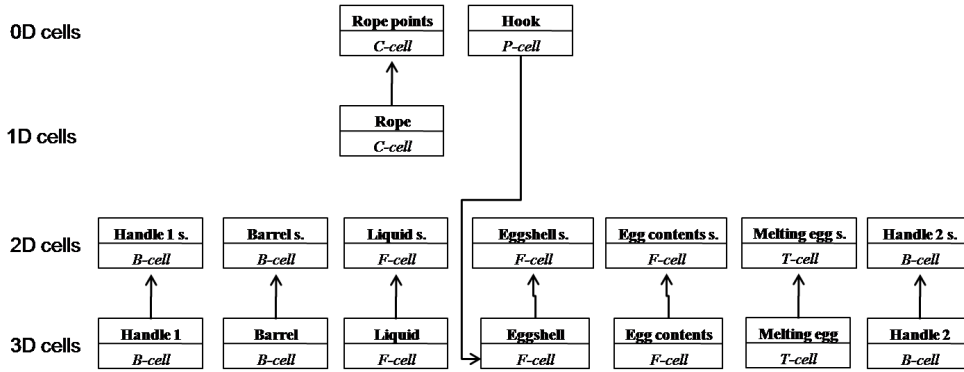 0D cells
Rope points
C-cell
Hook
P-cell
1D cells
Rope
C-cell
2D cells
Handle 1 s.
B-cell
Barrel s.
B-cell
Liquid s.
F-cell
Eggshell s.
F-cell
Egg contents s.
F-cell
Melting egg s.
T-cell
Handle 2 s.
B-cell
3D cells
Handle 1
B-cell
Barrel
B-cell
Liquid
F-cell
Eggshell
F-cell
Egg contents
F-cell
Melting egg
T-cell
Handle 2
B-cell